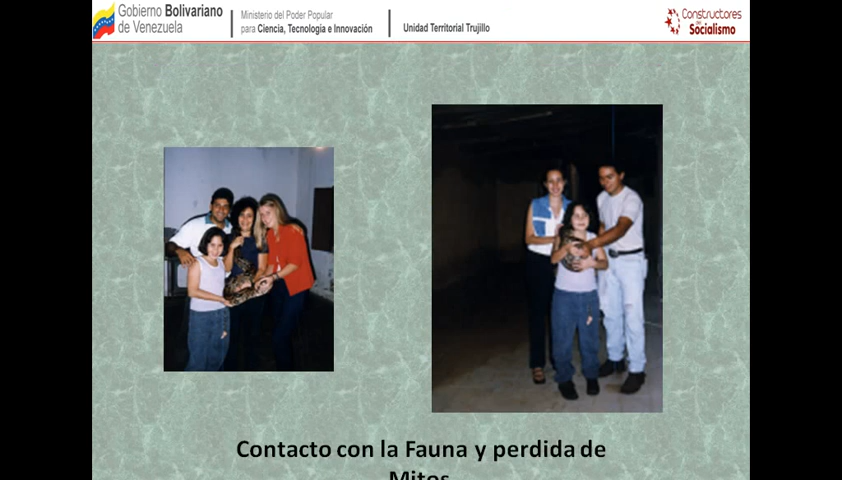 Gobierno Bolivariano
de Venezuela
Ministerio del Poder Popular
para Ciencia, Tecnología e Innovación
Unidad Territorial Trujillo
Constructores
del
Socialismo
Contacto con la Fauna y perdida de
Mitos